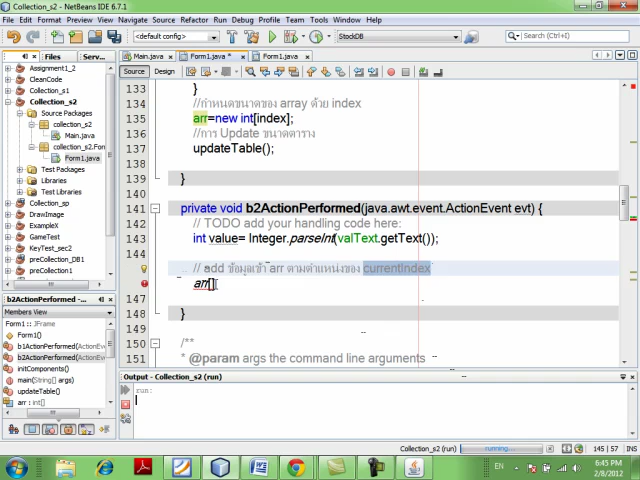 Collection_s2 - NetBeans IDE 6.7.1
File Edit Format View Navigate Source Refactor Run Debug Profile Team Tools Window Help
<default config>
StockDB
Search (Ctrl+I)
Files
Serv...
Main.java
Form1.java *
Form1.java
Source Design
Assignment1_2
CleanCode
Collection_s1
Collection_s2
Source Packages
collection_s2
Main.java
collection_s2.For
Form1.java
Test Packages
Libraries
Test Libraries
Collection_sp
DrawImage
ExampleX
GameTest
KeyTest_sec2
preCollection_DB1
preCollection1
133 }
134 //กำหนดขนาดของ array ด้วย index
135 arr=new int[index];
136 //การ Update ขนาดตาราง
137 updateTable();
138
139 }
140
141 private void b2ActionPerformed(java.awt.event.ActionEvent evt) {
142 // TODO add your handling code here:
143 int value= Integer.parseInt(valText.getText());
144
// add ข้อมูลเข้า arr ตามตำแหน่งของ currentIndex
arr[]
147
148 }
149
150 /**
151 * @param args the command line arguments
b2ActionPerformed - Navigator
Members View
Form1 :: JFrame
Form1()
b1ActionPerformed(ActionEv
b2ActionPerformed(ActionEv
initComponents()
main(String[] args)
updateTable()
arr : int[]
Output - Collection_s2 (run)
run:
Collection_s2 (run)
running...
145 | 57 INS
EN
6:45 PM
2/8/2012